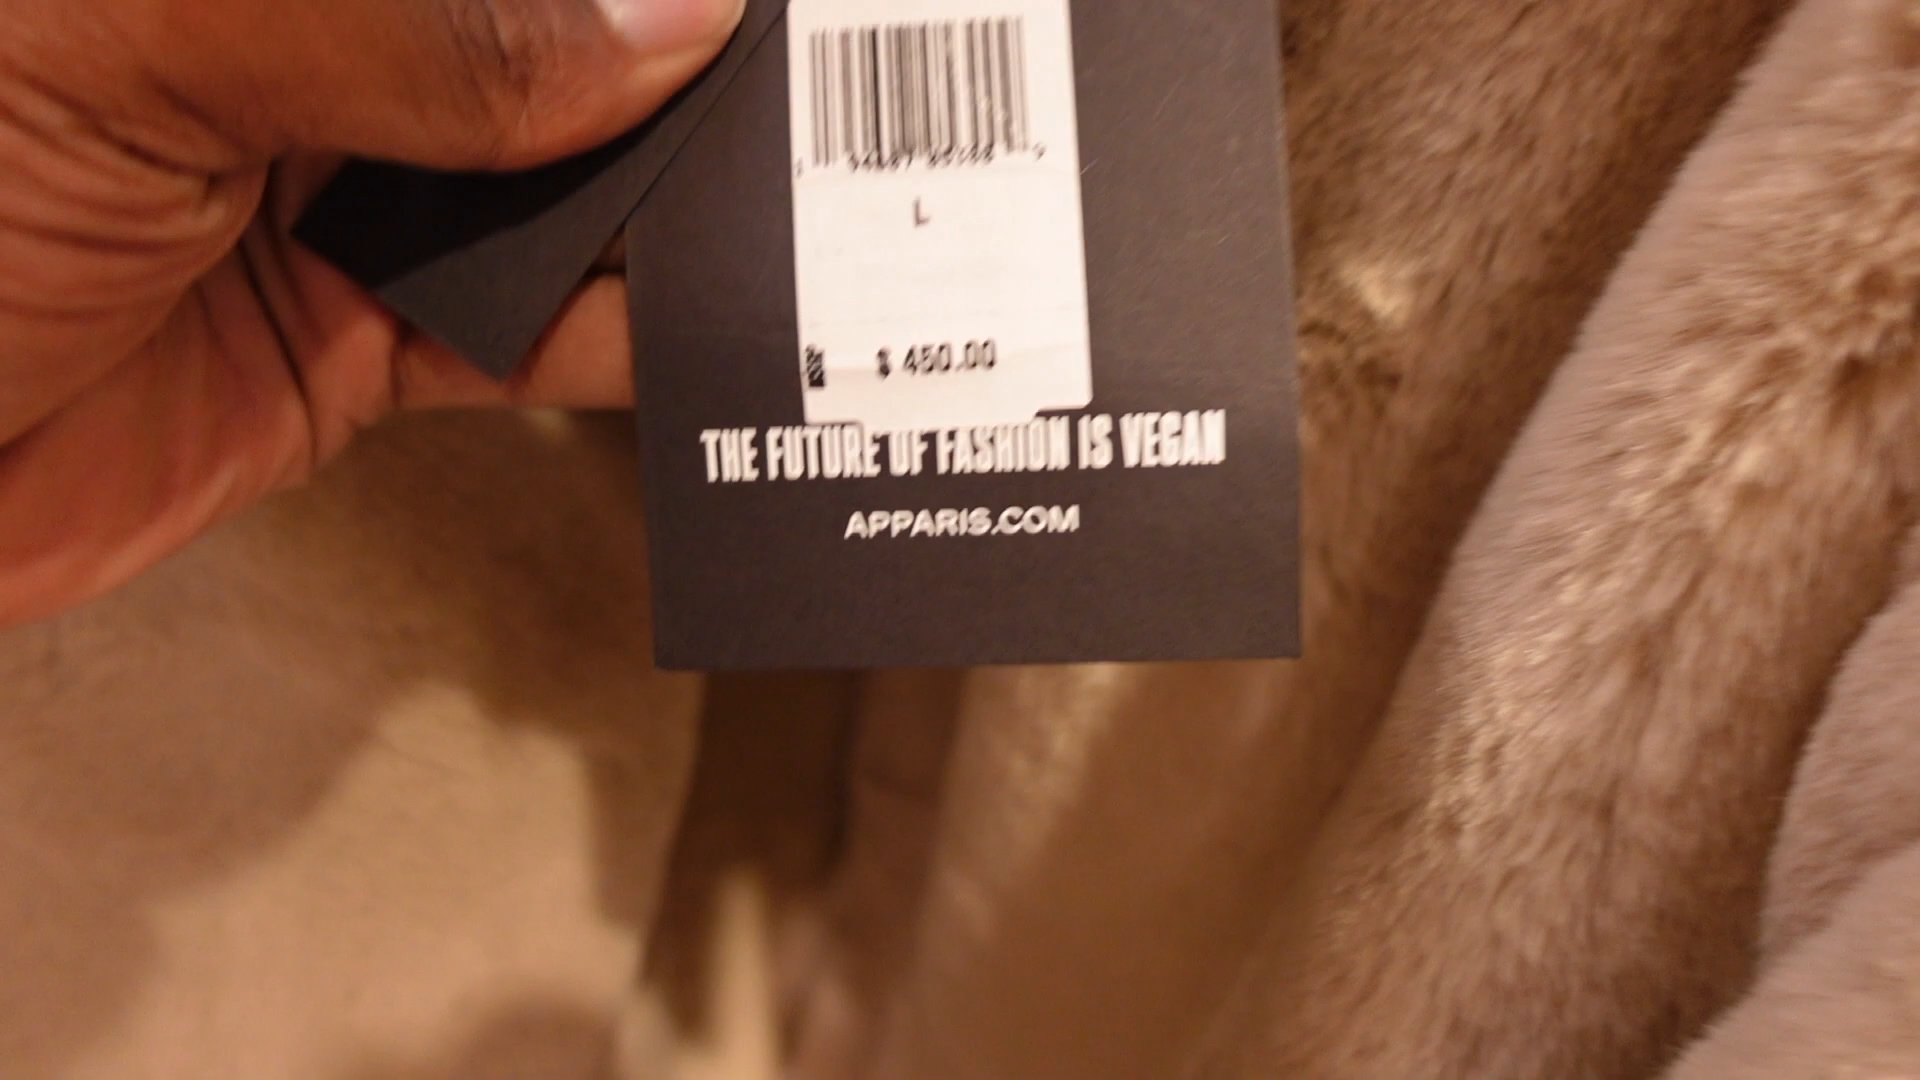 L
$ 450.00
THE FUTURE OF FASHION IS VEGAN
APPARIS.COM